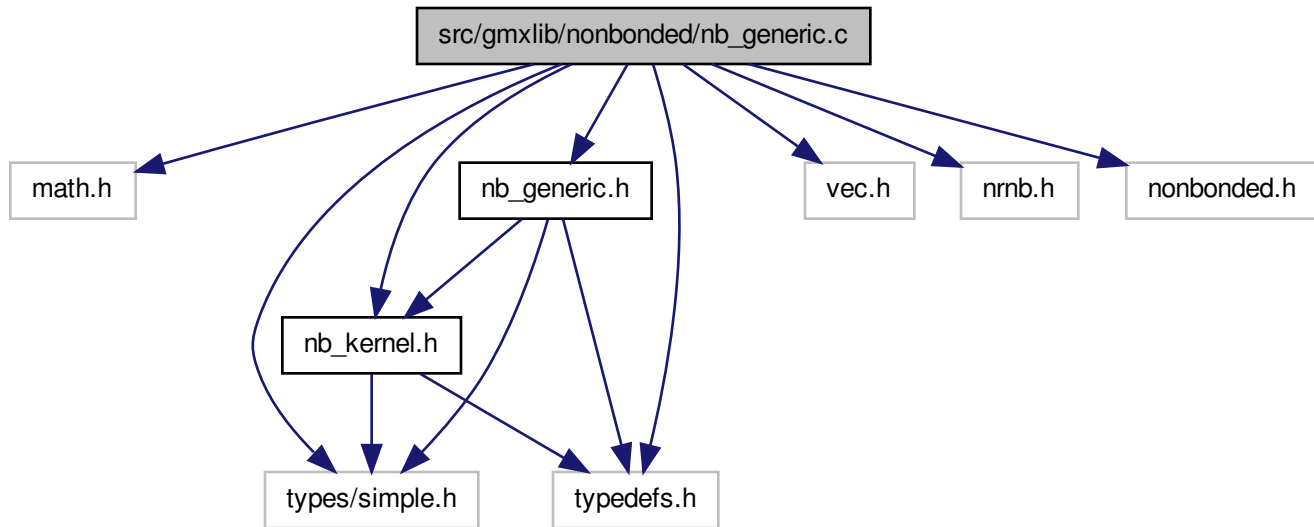 src/gmxlib/nonbonded/nb_generic.c
math.h
nb_generic.h
vec.h
nrnb.h
nonbonded.h
nb_kernel.h
types/simple.h
typedefs.h